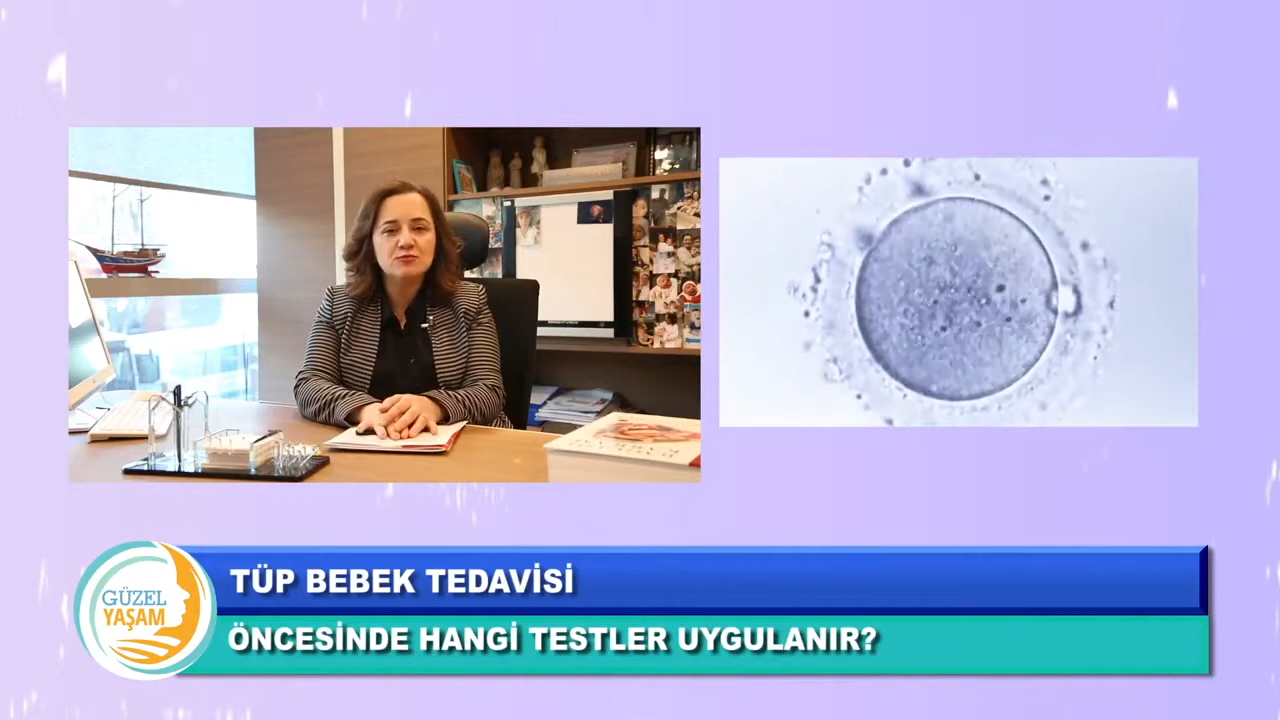 TÜP BEBEK TEDAVİSİ
ÖNCESİNDE HANGİ TESTLER UYGULANIR?
GÜZEL
YAŞAM